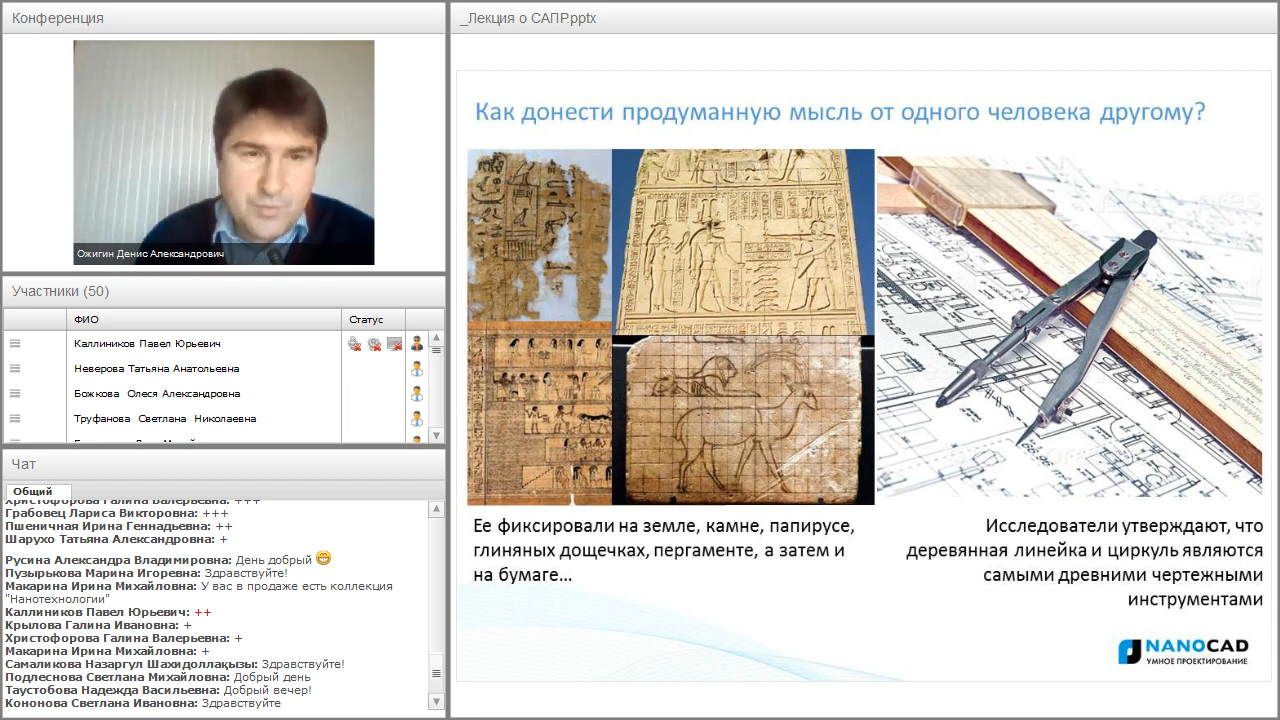 Конференция
Ожигин Денис Александрович
Участники (50)
ФИО
Статус
Каллиников Павел Юрьевич
Неверова Татьяна Анатольевна
Божкова Олеся Александровна
Труфанова Светлана Николаевна
Чат
Общий
Христофорова Галина Валерьевна: +++
Грабовец Лариса Викторовна: +++
Пшеничная Ирина Геннадьевна: ++
Шарухо Татьяна Александровна: +
Русина Александра Владимировна: День добрый
Пузырькова Марина Игоревна: Здравствуйте!
Макарина Ирина Михайловна: У вас в продаже есть коллекция
"Нанотехнологии"
Каллиников Павел Юрьевич: ++
Крылова Галина Ивановна: +
Христофорова Галина Валерьевна: +
Макарина Ирина Михайловна: +
Самаликова Назаргул Шахидоллақызы: Здравствуйте!
Подлеснова Светлана Михайловна: Добрый день
Таустобова Надежда Васильевна: Добрый вечер!
Кононова Светлана Ивановна: Здравствуйте
_Лекция о САПР.pptx
Как донести продуманную мысль от одного человека другому?
Ее фиксировали на земле, камне, папирусе,
глиняных дощечках, пергаменте, а затем и
на бумаге...
Исследователи утверждают, что
деревянная линейка и циркуль являются
самыми древними чертежными
инструментами
NANOCAD
УМНОЕ ПРОЕКТИРОВАНИЕ